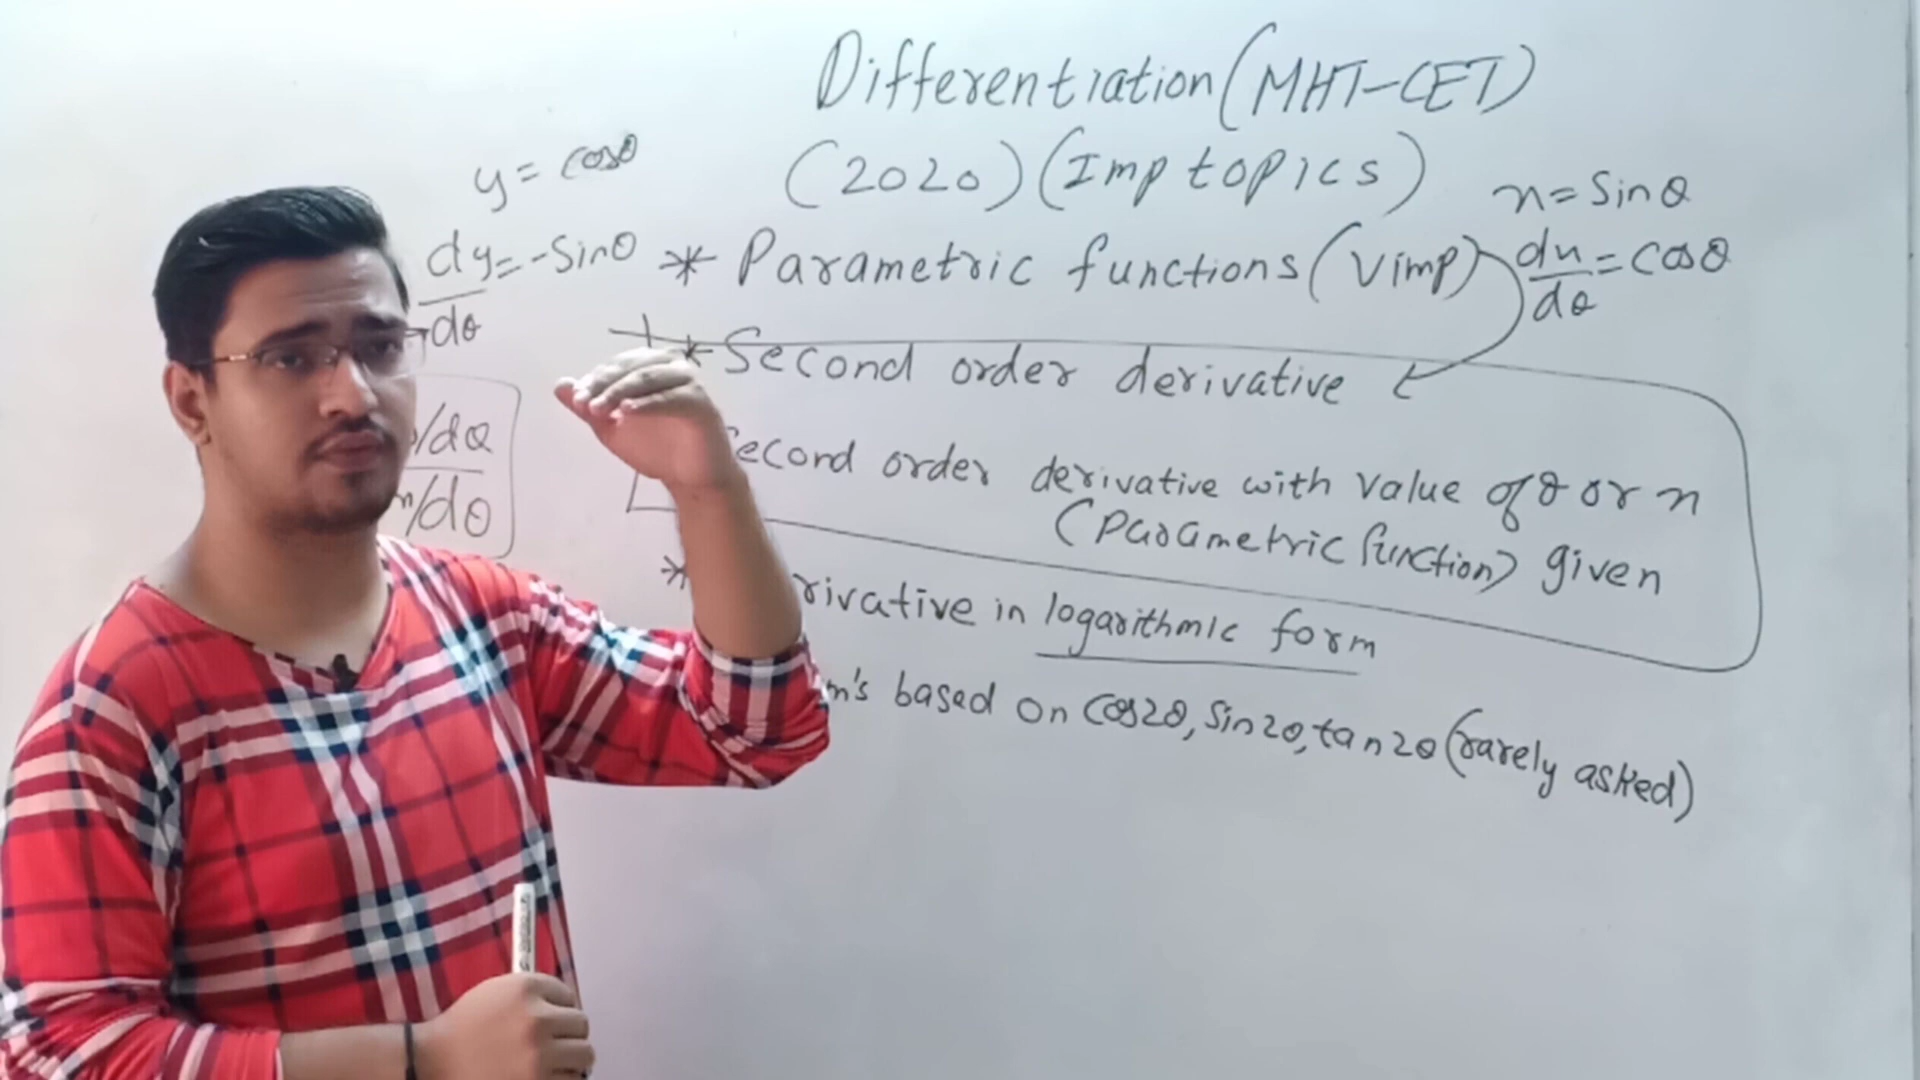 Differentiation (MHT-CET)
(2020) (Imp topics)
y = cosθ
x = Sinθ
dy/dθ = -Sinθ
* Parametric functions (Vimp)
dx/dθ = cosθ
* Second order derivative
/dθ
/dθ
Second order derivative with value of θ or x
(Parametric function) given
* rivative in logarithmic form
m's based on Cos2θ, Sin2θ, tan2θ (rarely asked)